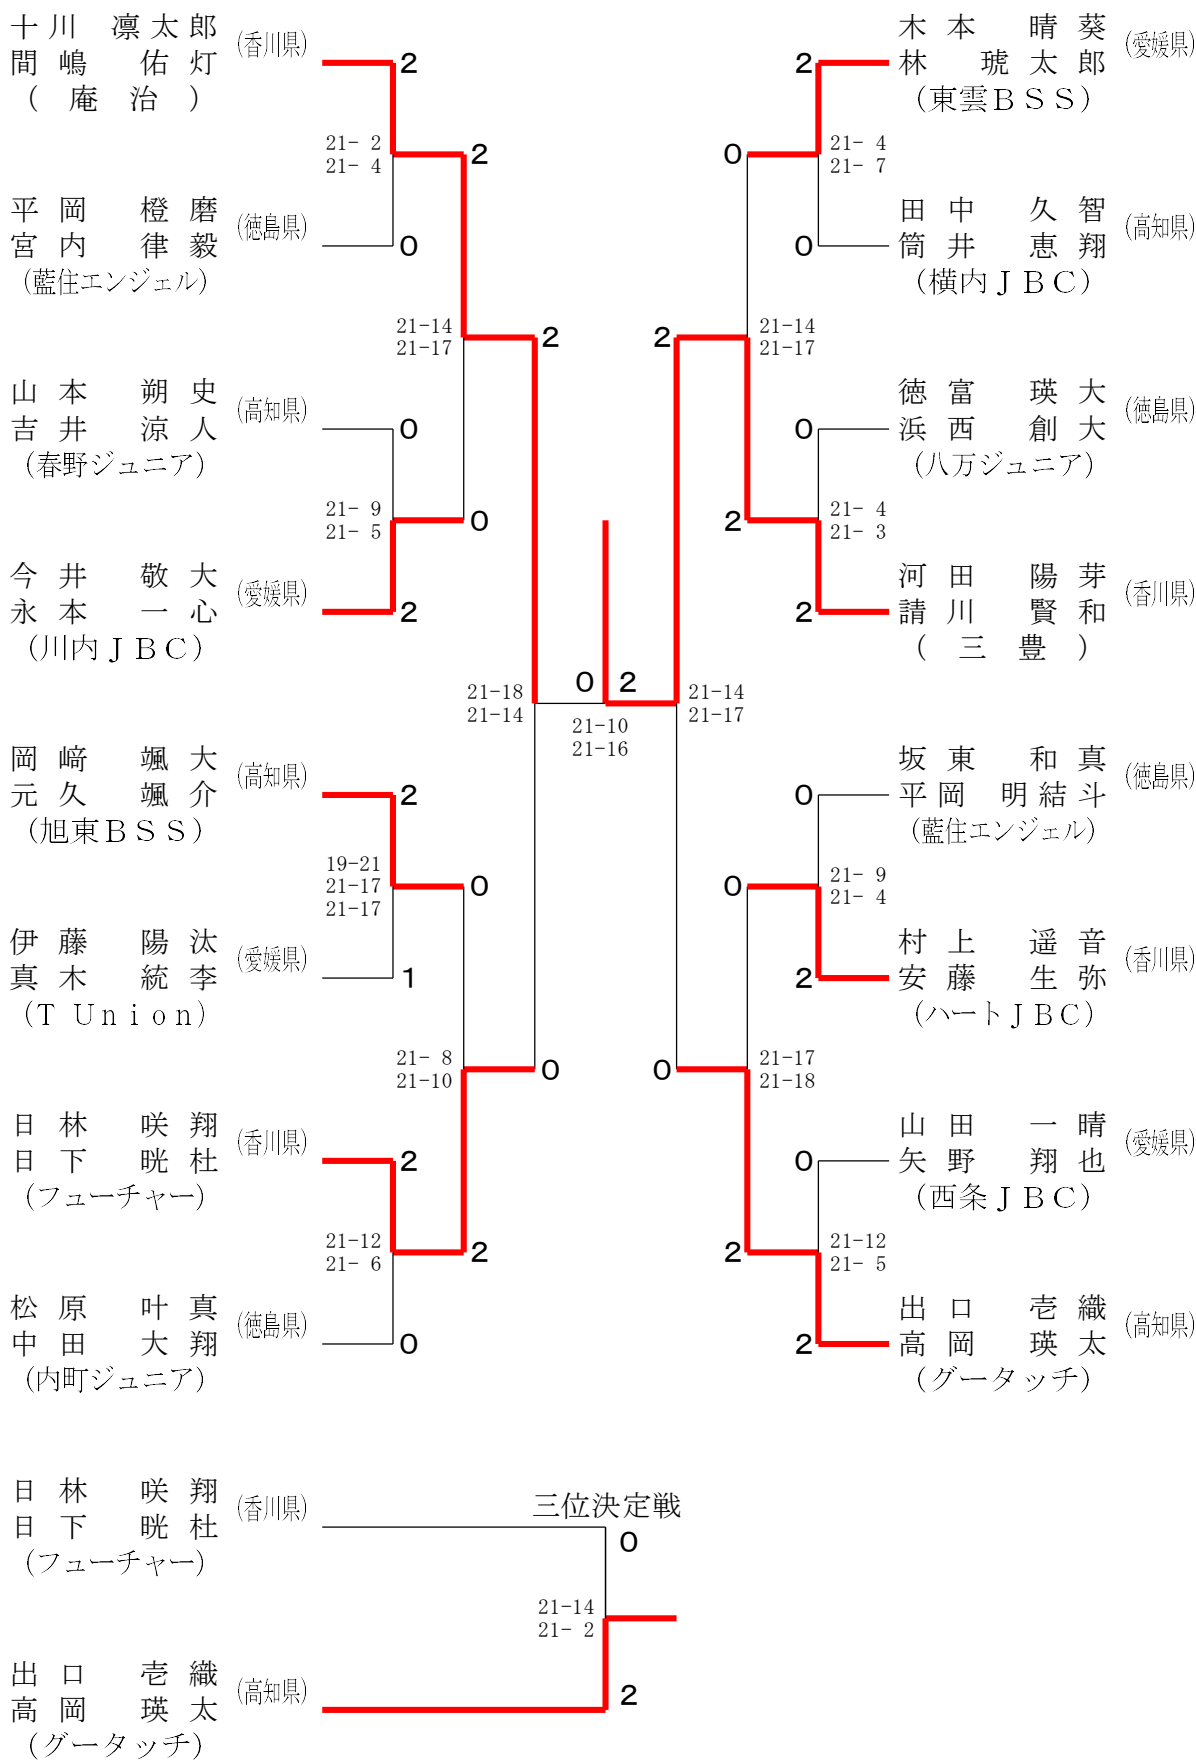 十川 凛太郎 (香川県)
間嶋 佑灯
(庵治)
2
21- 2
21- 4
2
平岡 橙磨 (徳島県)
宮内 律毅
(藍住エンジェル)
0
21-14
21-17
2
山本 朔史 (高知県)
吉井 涼人
(春野ジュニア)
0
21- 9
21- 5
0
今井 敬大 (愛媛県)
永本 一心
(川内JBC)
2
21-18
21-14
岡﨑 颯大 (高知県)
元久 颯介
(旭東BSS)
2
19-21
21-17
21-17
0
伊藤 陽汰 (愛媛県)
真木 統李
(T Union)
1
21- 8
21-10
0
日林 咲翔 (香川県)
日下 晄杜
(フューチャー)
2
21-12
21- 6
2
松原 叶真 (徳島県)
中田 大翔
(内町ジュニア)
0
0 2
21-10
21-16
木本 晴葵 (愛媛県)
林 琥太郎
(東雲BSS)
2
0
21- 4
21- 7
田中 久智 (高知県)
筒井 恵翔
(横内JBC)
0
2
21-14
21-17
徳富 瑛大 (徳島県)
浜西 創大
(八万ジュニア)
0
2
21- 4
21- 3
河田 陽芽 (香川県)
請川 賢和
(三豊)
2
21-14
21-17
坂東 和真 (徳島県)
平岡 明結斗
(藍住エンジェル)
0
0
21- 9
21- 4
村上 遥音 (香川県)
安藤 生弥
(ハートJBC)
2
0
21-17
21-18
山田 一晴 (愛媛県)
矢野 翔也
(西条JBC)
0
2
21-12
21- 5
出口 壱織 (高知県)
高岡 瑛太
(グータッチ)
2
三位決定戦
日林 咲翔 (香川県)
日下 晄杜
(フューチャー)
0
21-14
21- 2
出口 壱織 (高知県)
高岡 瑛太
(グータッチ)
2